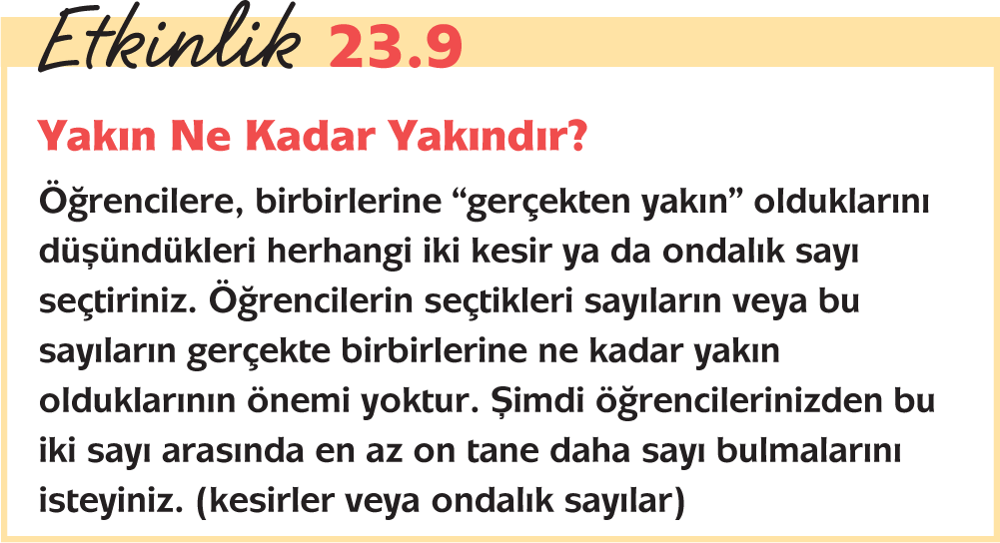 Etkinlik 23.9
Yakın Ne Kadar Yakındır?
Öğrencilere, birbirlerine “gerçekten yakın” olduklarını
düşündükleri herhangi iki kesir ya da ondalık sayı
seçtiriniz. Öğrencilerin seçtikleri sayıların veya bu
sayıların gerçekte birbirlerine ne kadar yakın
olduklarının önemi yoktur. Şimdi öğrencilerinizden bu
iki sayı arasında en az on tane daha sayı bulmalarını
isteyiniz. (kesirler veya ondalık sayılar)